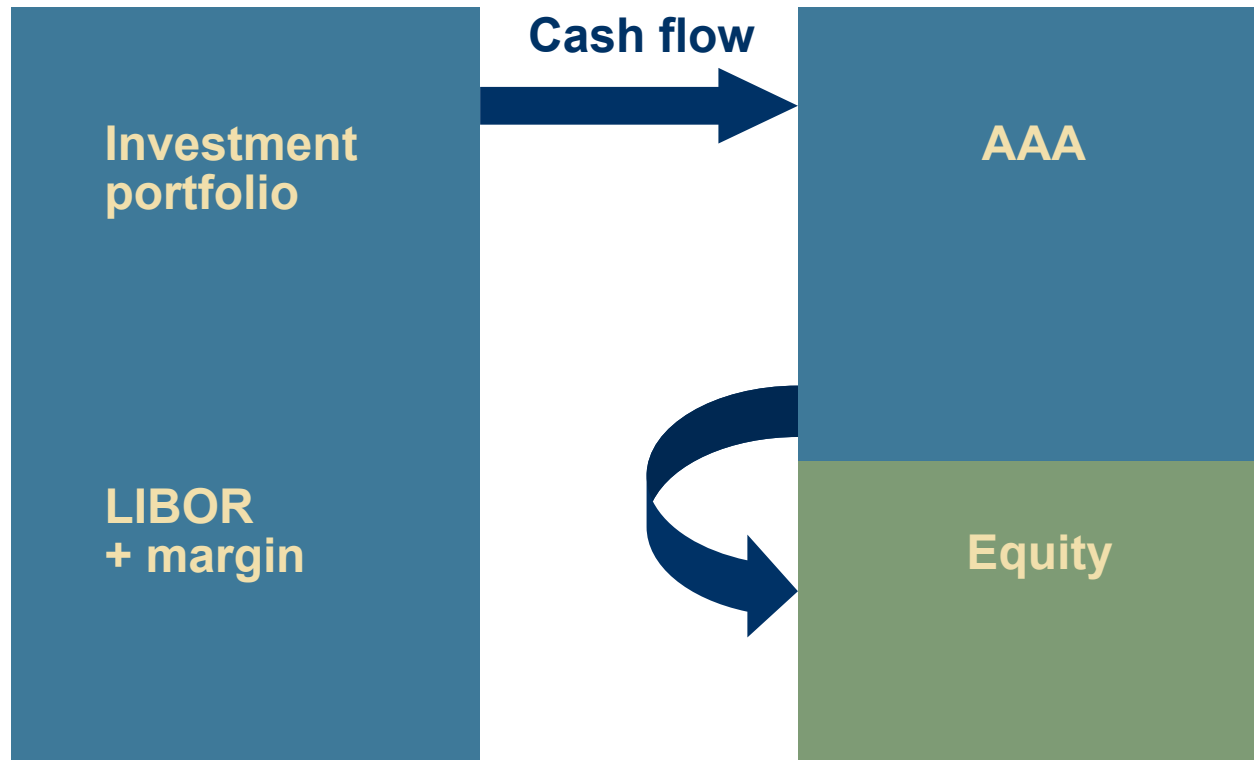 Cash flow
Investment
portfolio
AAA
LIBOR
+ margin
Equity